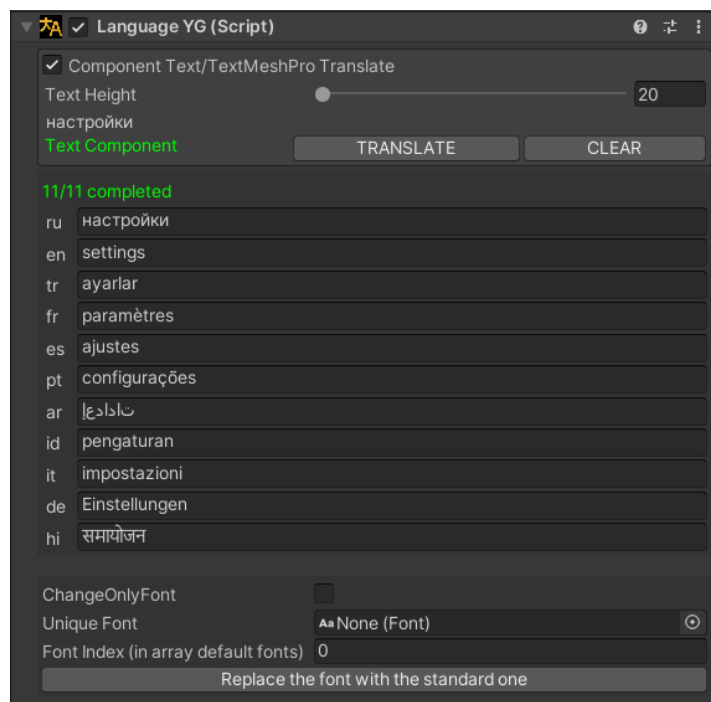 Language YG (Script)
Component Text/TextMeshPro Translate
Text Height 20
настройки
Text Component TRANSLATE CLEAR
11/11 completed
ru настройки
en settings
tr ayarlar
fr paramètres
es ajustes
pt configurações
ar إعدادات
id pengaturan
it impostazioni
de Einstellungen
hi समायोजन
ChangeOnlyFont
Unique Font Aa None (Font)
Font Index (in array default fonts) 0
Replace the font with the standard one